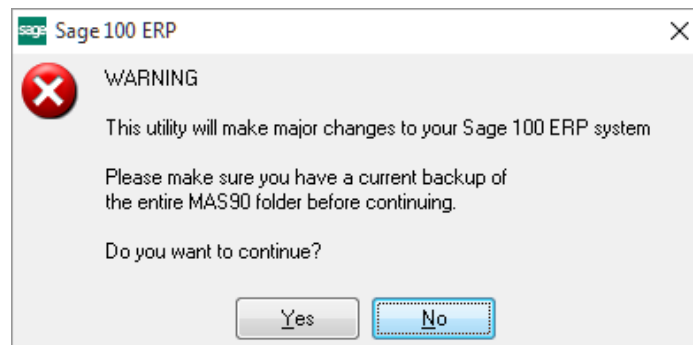 sage Sage 100 ERP
WARNING
This utility will make major changes to your Sage 100 ERP system
Please make sure you have a current backup of
the entire MAS90 folder before continuing.
Do you want to continue?
Yes No